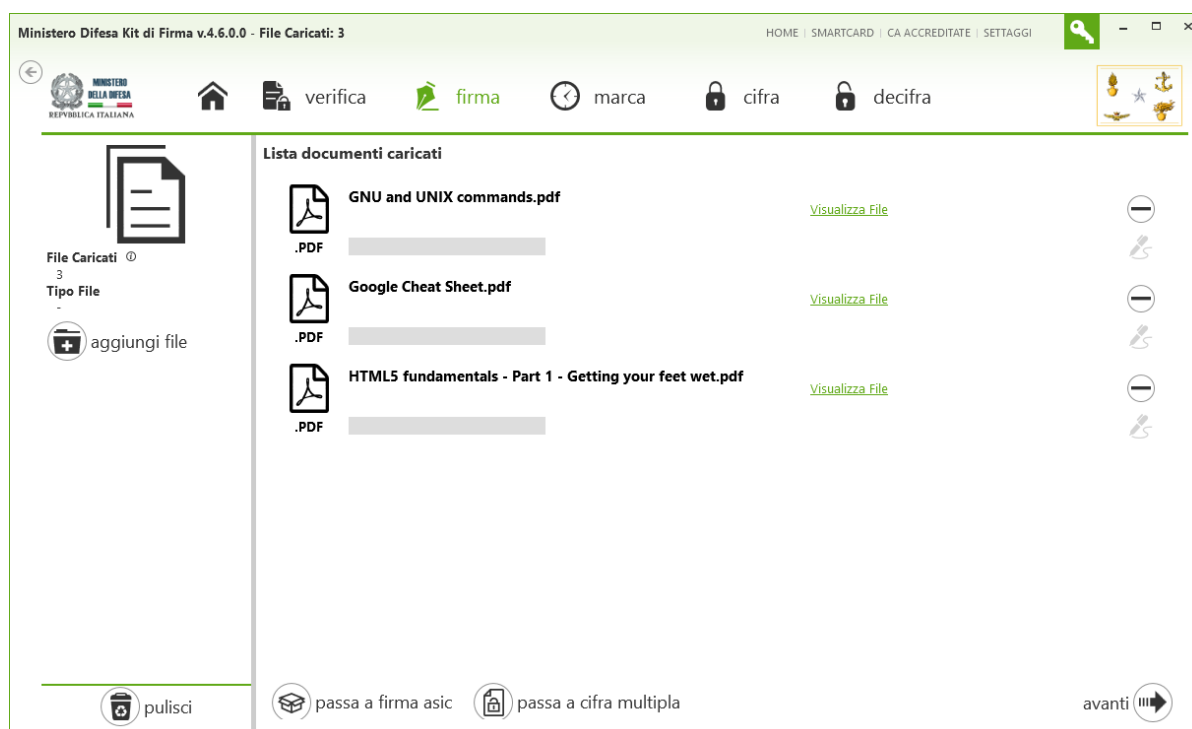 Ministero Difesa Kit di Firma v.4.6.0.0 - File Caricati: 3
HOME | SMARTCARD | CA ACCREDITATE | SETTAGGI
MINISTERO
DELLA DIFESA
REPVBBLICA ITALIANA
verifica
firma
marca
cifra
decifra
File Caricati
3
Tipo File
-
aggiungi file
pulisci
Lista documenti caricati
GNU and UNIX commands.pdf
Visualizza File
.PDF
Google Cheat Sheet.pdf
Visualizza File
.PDF
HTML5 fundamentals - Part 1 - Getting your feet wet.pdf
Visualizza File
.PDF
passa a firma asic
passa a cifra multipla
avanti